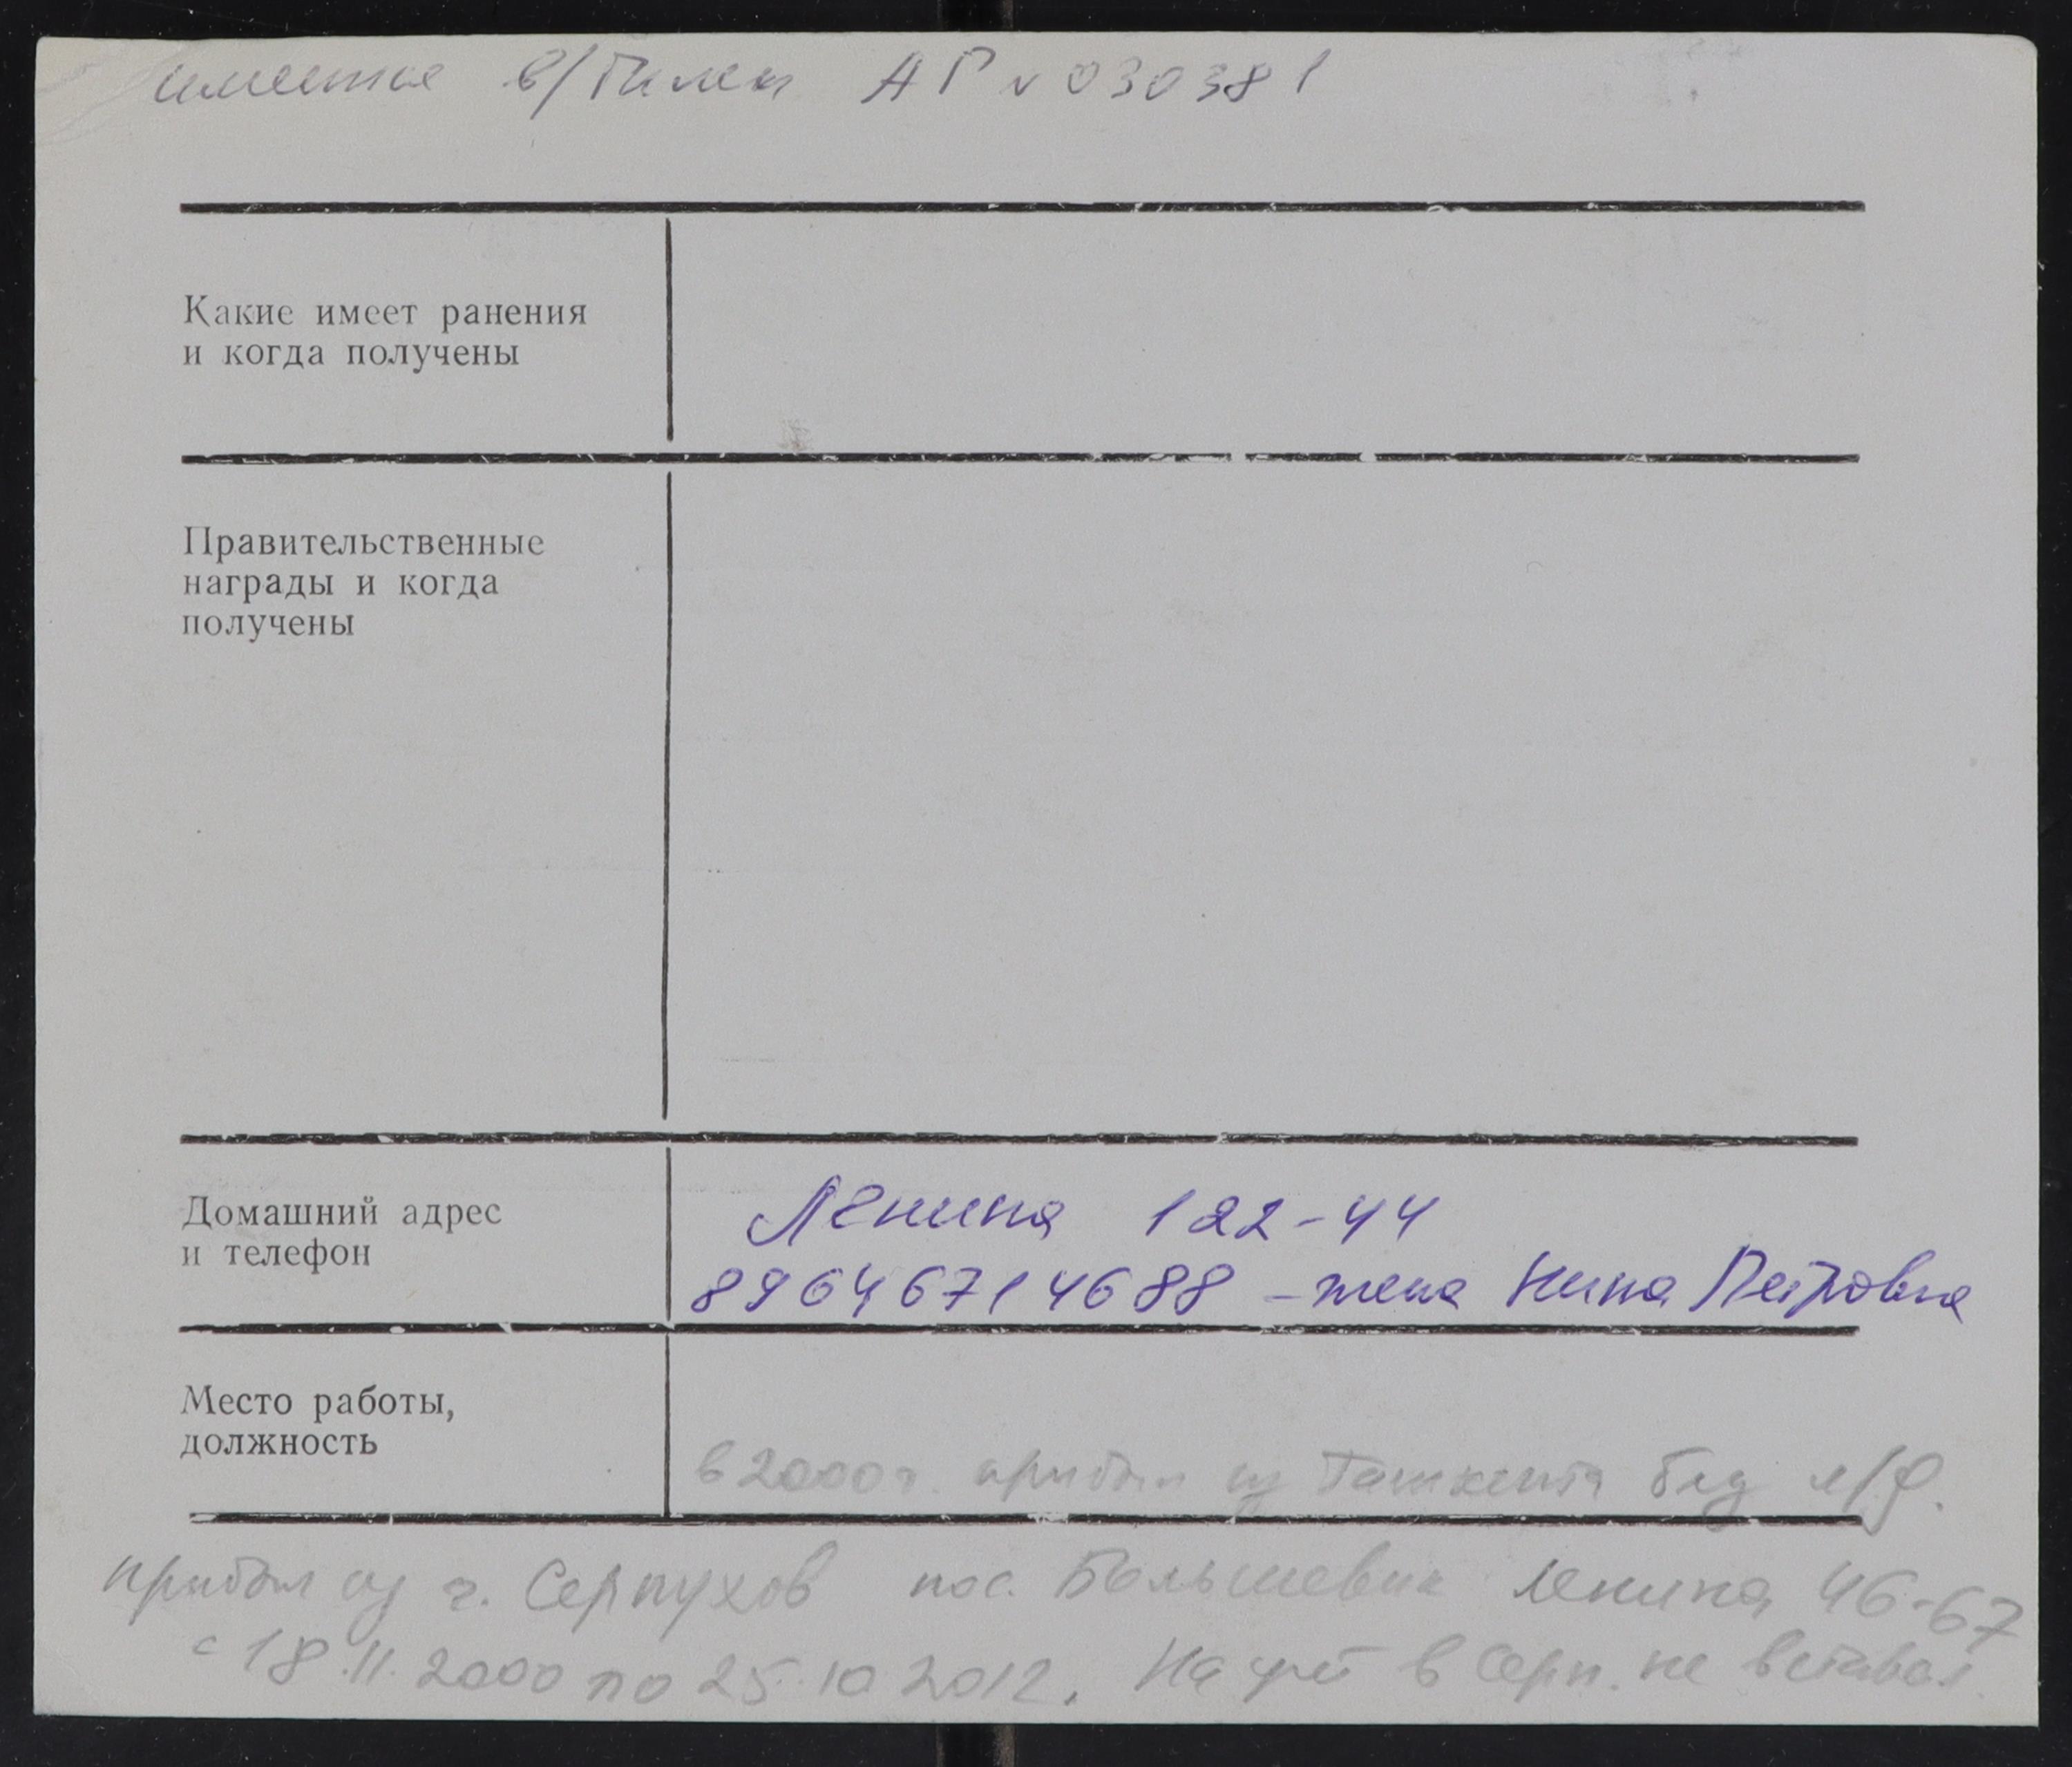 имеется в/билет АГ № 030381
Какие имеет ранения
и когда получены
Правительственные
награды и когда
получены
Домашний адрес
и телефон
Ленина 122-44
89646714688 - жена Нина Петровна
Место работы,
должность
в 2000 г. прибыл из Ташкента без л/д.
прибыл из г. Серпухов пос. Большевик Ленина 46-67
с 18.11.2000 по 25.10 2012. На учёт в Серп. не вставал.